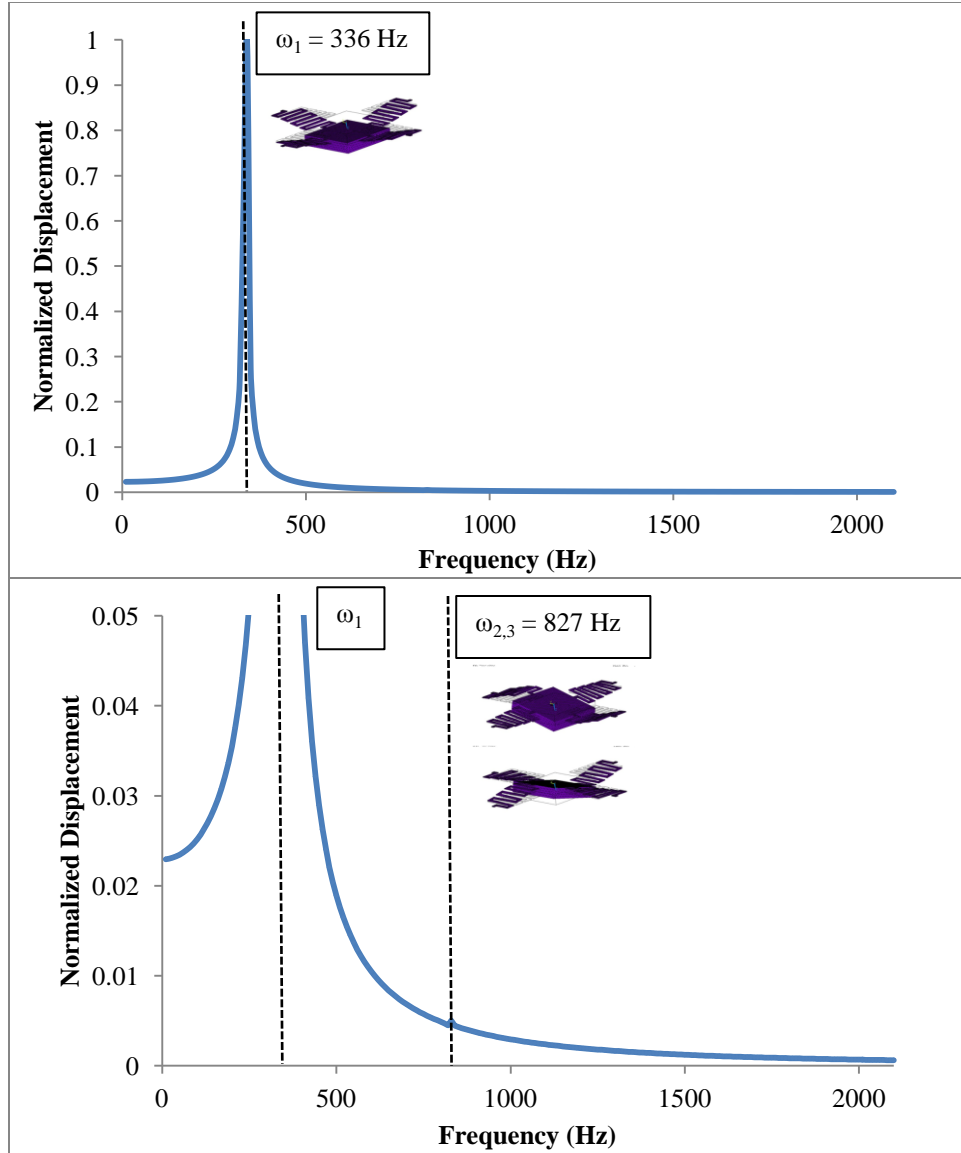 ω₁ = 336 Hz
1
0.9
0.8
0.7
0.6
0.5
0.4
0.3
0.2
0.1
0
Normalized Displacement
0 500 1000 1500 2000
Frequency (Hz)
ω₁
ω₂,₃ = 827 Hz
0.05
0.04
0.03
0.02
0.01
0
Normalized Displacement
0 500 1000 1500 2000
Frequency (Hz)